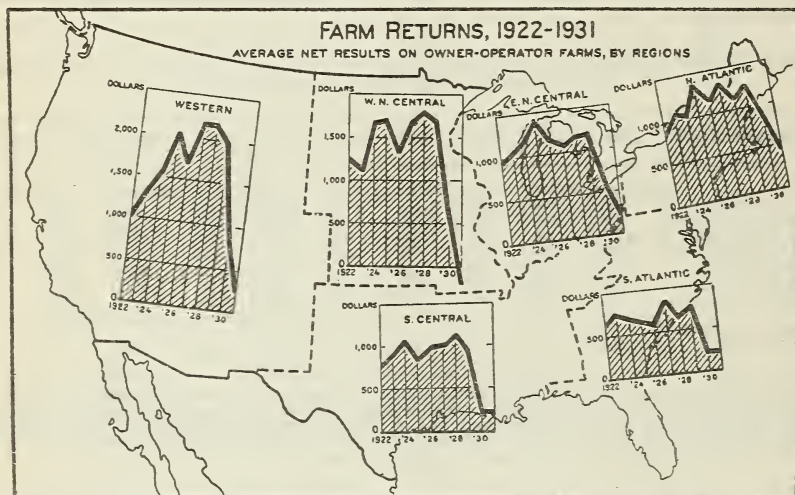 FARM RETURNS, 1922-1931
AVERAGE NET RESULTS ON OWNER-OPERATOR FARMS, BY REGIONS
DOLLARS
WESTERN
2,000
1,500
1,000
500
0
1922 '24 '26 '28 '30
DOLLARS
W. N. CENTRAL
1,500
1,000
500
0
1922 '24 '26 '28 '30
DOLLARS
E. N. CENTRAL
1,000
500
0
1922 '24 '26 '28 '30
DOLLARS
N. ATLANTIC
1,000
500
0
1922 '24 '26 '28 '30
DOLLARS
S. CENTRAL
1,000
500
0
1922 '24 '26 '28 '30
DOLLARS
S. ATLANTIC
500
0
1922 '24 '26 '28 '30